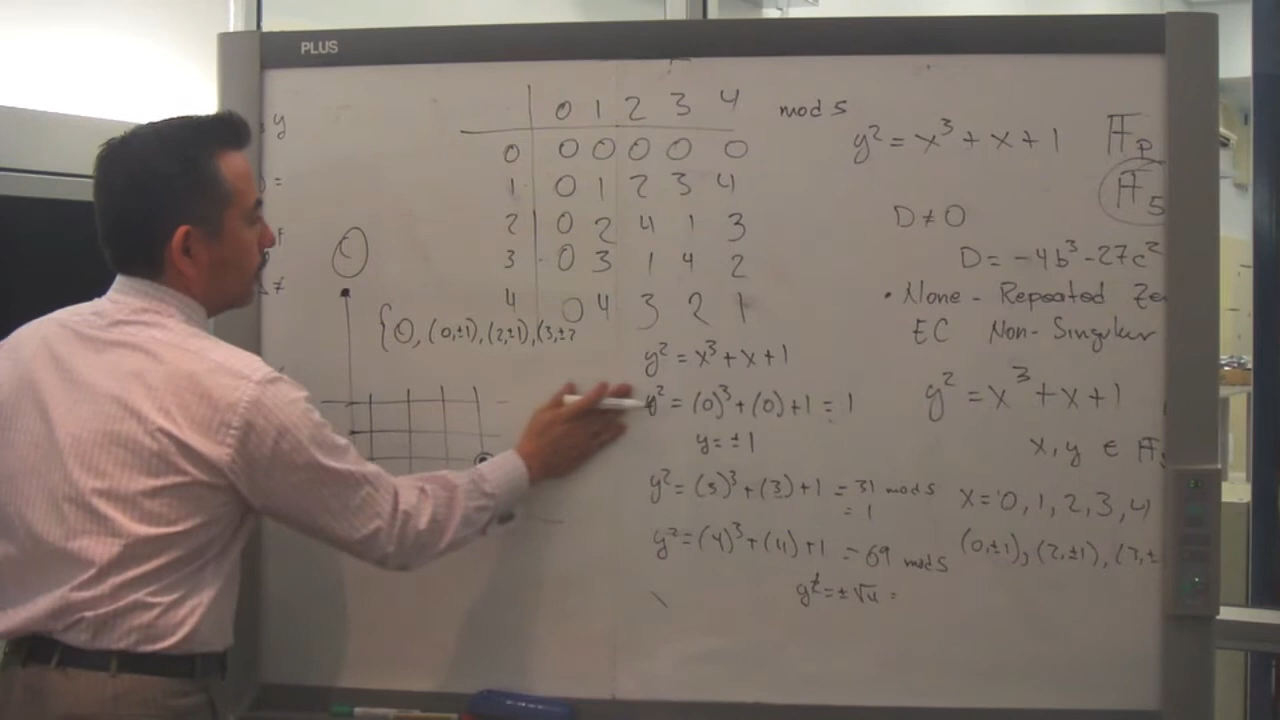 PLUS
y
=
0 1 2 3 4 mod 5
0 0 0 0 0 0
1 0 1 2 3 4
2 0 2 4 1 3
3 0 3 1 4 2
4 0 4 3 2 1
{O, (0,±1), (2,±1), (3,±2
y² = x³ + x + 1
y² = (0)³ + (0) + 1 = 1
y = ±1
y² = (3)³ + (3) + 1 = 31 mod 5
= 1
y² = (4)³ + (4) + 1 = 69 mod 5
= ±√4 =
y² = x³ + x + 1 𝔽p
𝔽5
D ≠ 0
D = -4b³ - 27c²
• None - Repeated Ze
EC Non-Singular
y² = x³ + x + 1
x, y ∈ 𝔽
x = 0, 1, 2, 3, 4
(0,±1), (2,±1), (3,±